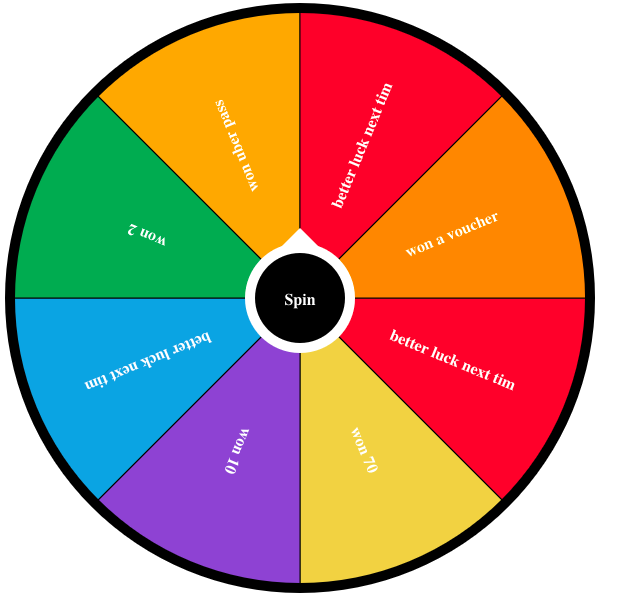 better luck next tim
won a voucher
better luck next tim
won 70
won 10
better luck next tim
won 2
won uber pass
Spin